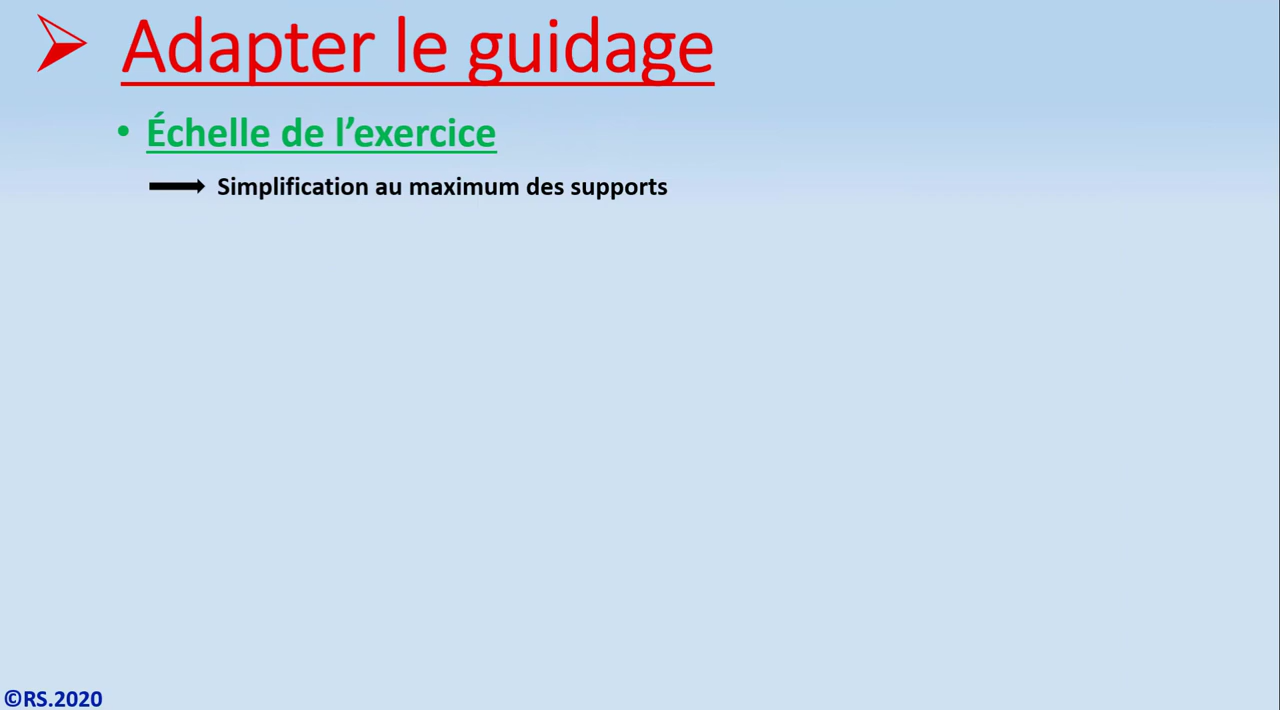 Adapter le guidage
• Échelle de l’exercice
Simplification au maximum des supports
©RS.2020